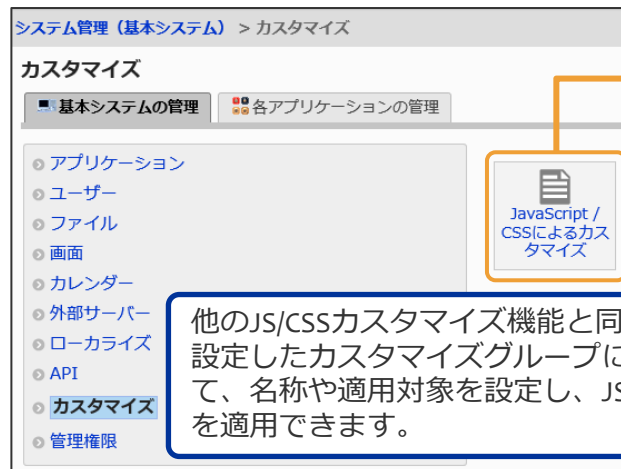 システム管理（基本システム） > カスタマイズ
カスタマイズ
基本システムの管理
各アプリケーションの管理
アプリケーション
ユーザー
ファイル
画面
カレンダー
外部サーバー
ローカライズ
API
カスタマイズ
管理権限
JavaScript /
CSSによるカス
タマイズ
他のJS/CSSカスタマイズ機能と同
設定したカスタマイズグループに
て、名称や適用対象を設定し、JS
を適用できます。